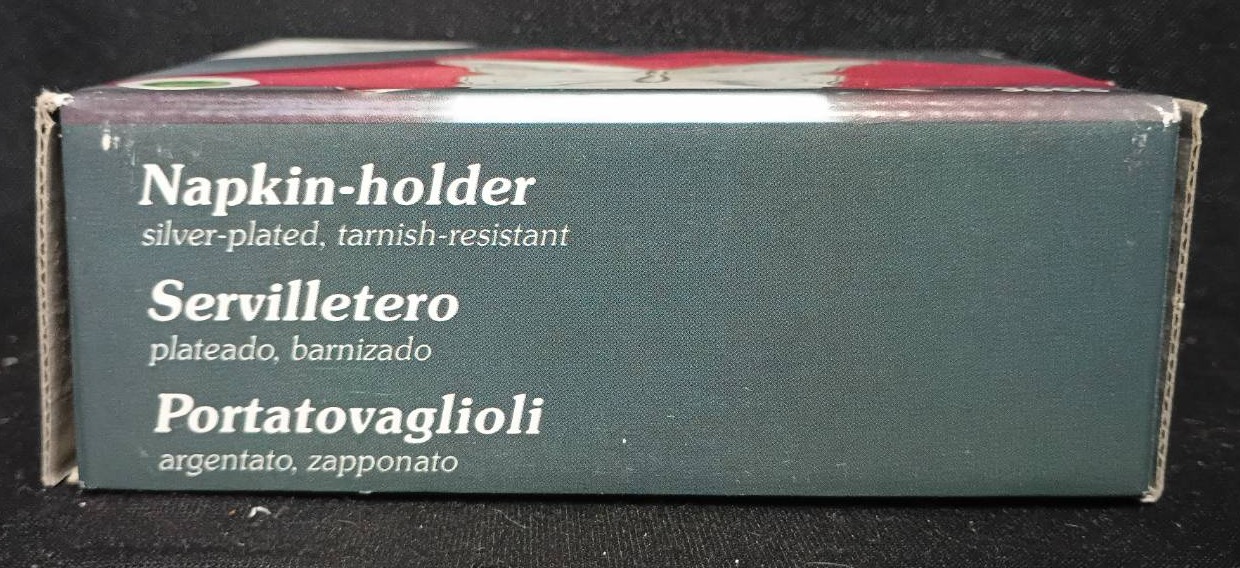 Napkin-holder
silver-plated, tarnish-resistant
Servilletero
plateado, barnizado
Portatovaglioli
argentato, zapponato